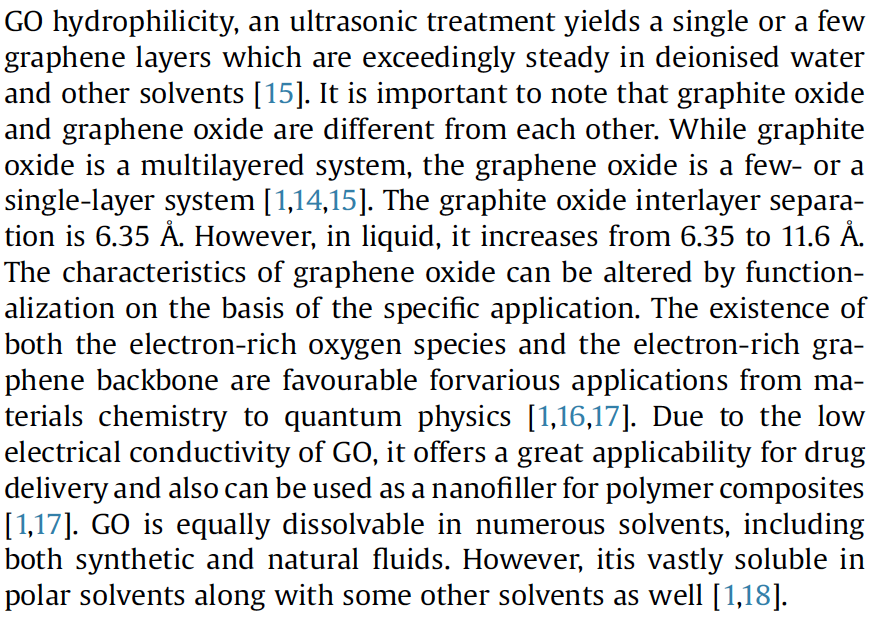 GO hydrophilicity, an ultrasonic treatment yields a single or a few
graphene layers which are exceedingly steady in deionised water
and other solvents [15]. It is important to note that graphite oxide
and graphene oxide are different from each other. While graphite
oxide is a multilayered system, the graphene oxide is a few- or a
single-layer system [1,14,15]. The graphite oxide interlayer separa-
tion is 6.35 Å. However, in liquid, it increases from 6.35 to 11.6 Å.
The characteristics of graphene oxide can be altered by function-
alization on the basis of the specific application. The existence of
both the electron-rich oxygen species and the electron-rich gra-
phene backbone are favourable forvarious applications from ma-
terials chemistry to quantum physics [1,16,17]. Due to the low
electrical conductivity of GO, it offers a great applicability for drug
delivery and also can be used as a nanofiller for polymer composites
[1,17]. GO is equally dissolvable in numerous solvents, including
both synthetic and natural fluids. However, itis vastly soluble in
polar solvents along with some other solvents as well [1,18].